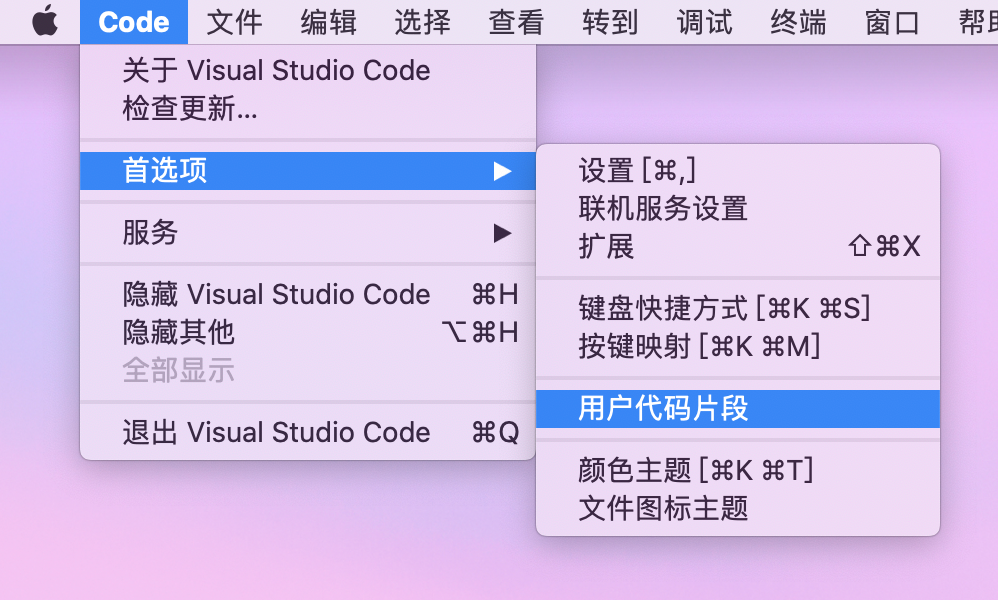 Code 文件 编辑 选择 查看 转到 调试 终端 窗口
关于 Visual Studio Code
检查更新...
首选项 ▶
服务 ▶
隐藏 Visual Studio Code ⌘H
隐藏其他 ⌥⌘H
全部显示
退出 Visual Studio Code ⌘Q
设置 [⌘,]
联机服务设置
扩展 ⇧⌘X
键盘快捷方式 [⌘K ⌘S]
按键映射 [⌘K ⌘M]
用户代码片段
颜色主题 [⌘K ⌘T]
文件图标主题